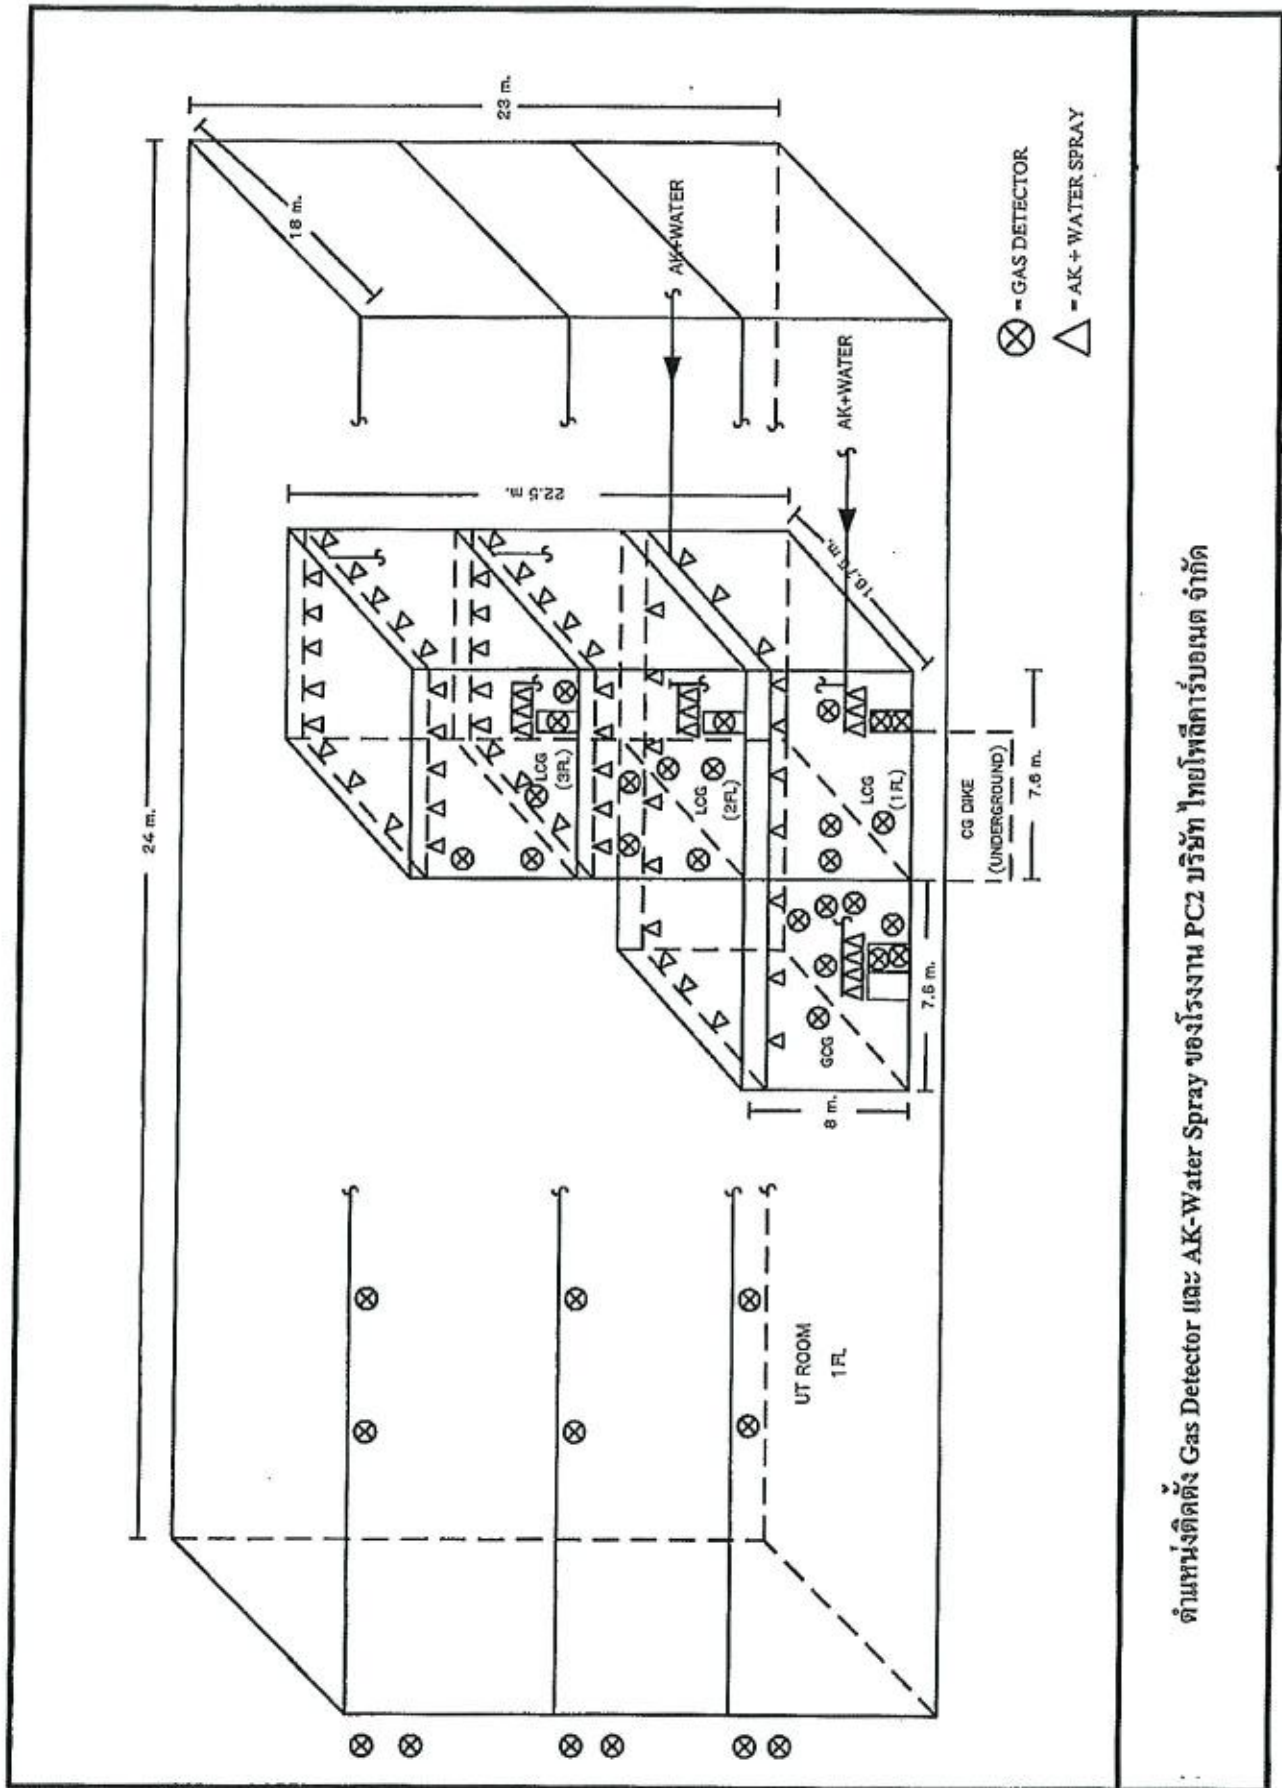 24 m.
18 m.
23 m.
22.5 m.
AK+WATER
AK+WATER
16.75 m.
LCG
(3FL)
LCG
(2FL)
LCG
(1FL)
GCG
CG DIKE
(UNDERGROUND)
7.6 m.
7.6 m.
8 m.
UT ROOM
1 FL
= GAS DETECTOR
= AK + WATER SPRAY
ตำแหน่งติดตั้ง Gas Detector และ AK-Water Spray ของโรงงาน PC2 บริษัท ไทยโพลีคาร์บอเนต จำกัด